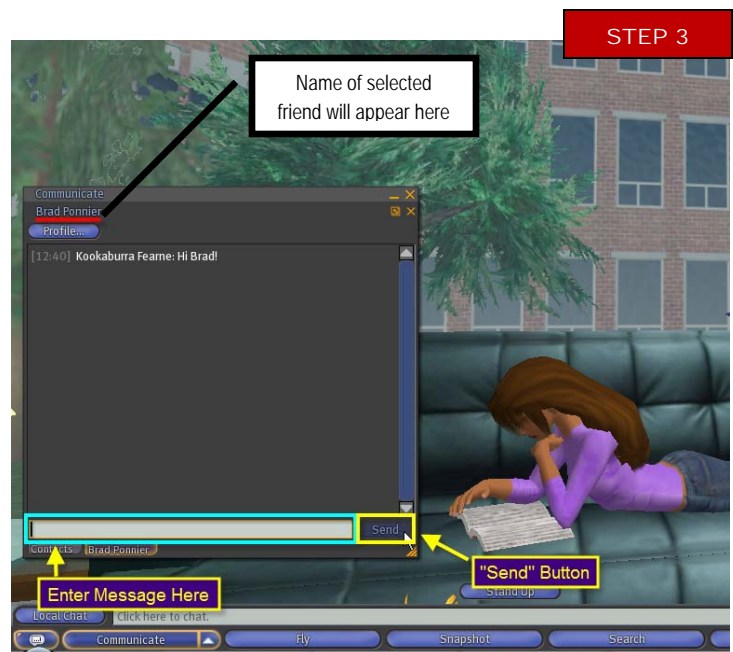 STEP 3
Name of selected
friend will appear here
Communicate
Brad Ponnier
Profile...
[12:40] Kookaburra Fearne: Hi Brad!
Send
Contacts
Brad Ponnier
"Send" Button
Enter Message Here
Stand Up
Local Chat
Click here to chat.
Communicate
Fly
Snapshot
Search